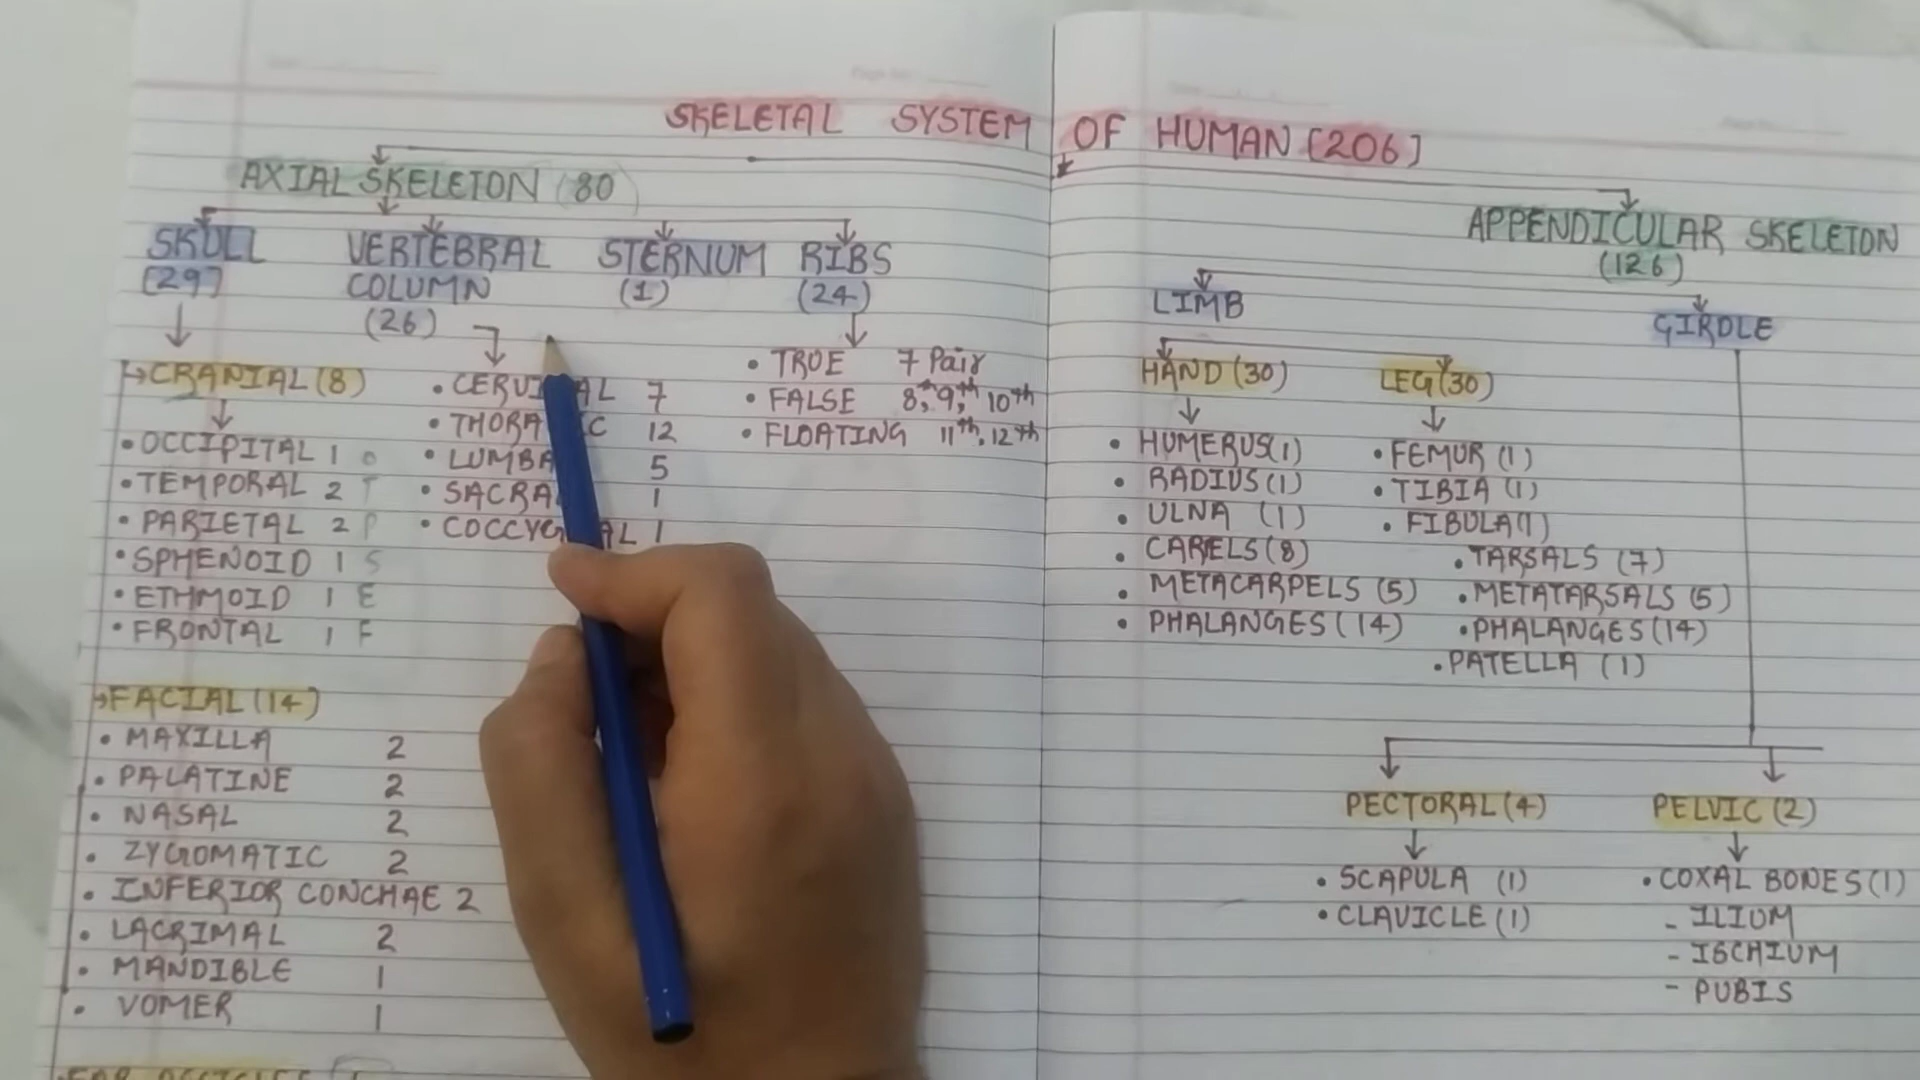 SKELETAL SYSTEM OF HUMAN (206)
AXIAL SKELETON (80)
SKULL
(29)
VERTEBRAL
COLUMN
(26)
STERNUM
(1)
RIBS
(24)
CRANIAL (8)
• OCCIPITAL 1 O
• TEMPORAL 2 T
• PARIETAL 2 P
• SPHENOID 1 S
• ETHMOID 1 E
• FRONTAL 1 F
FACIAL (14)
• MAXILLA 2
• PALATINE 2
• NASAL 2
• ZYGOMATIC 2
• INFERIOR CONCHAE 2
• LACRIMAL 2
• MANDIBLE 1
• VOMER 1
• CERVICAL 7
• THORACIC 12
• LUMBAR 5
• SACRAL 1
• COCCYGEAL 1
• TRUE 7 Pair
• FALSE 8th, 9th, 10th
• FLOATING 11th, 12th
APPENDICULAR SKELETON
(126)
LIMB
GIRDLE
HAND (30)
• HUMERUS (1)
• RADIUS (1)
• ULNA (1)
• CARPELS (8)
• METACARPELS (5)
• PHALANGES (14)
LEG (30)
• FEMUR (1)
• TIBIA (1)
• FIBULA (1)
• TARSALS (7)
• METATARSALS (5)
• PHALANGES (14)
• PATELLA (1)
PECTORAL (4)
• SCAPULA (1)
• CLAVICLE (1)
PELVIC (2)
• COXAL BONES (1)
- ILIUM
- ISCHIUM
- PUBIS